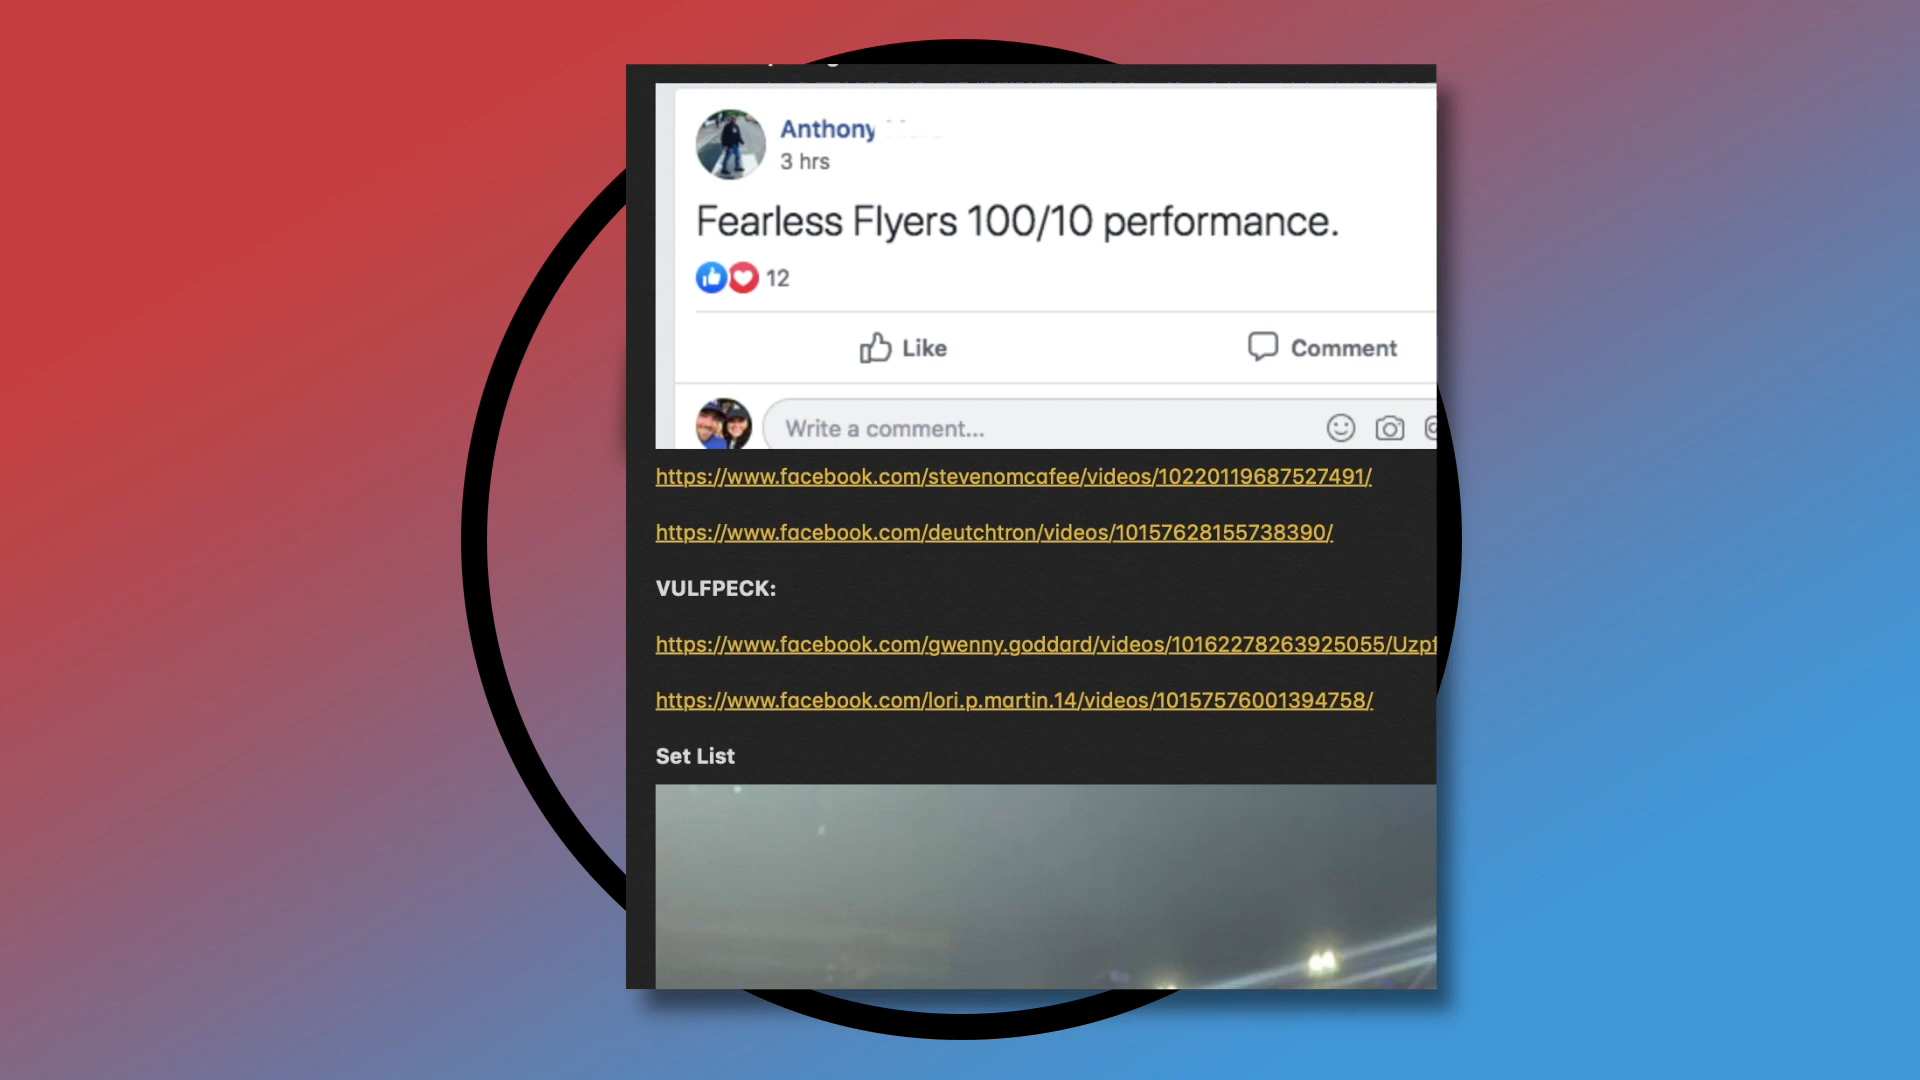 Anthony
3 hrs
Fearless Flyers 100/10 performance.
12
Like
Comment
Write a comment...
https://www.facebook.com/stevenomcafee/videos/10220119687527491/
https://www.facebook.com/deutchtron/videos/10157628155738390/
VULFPECK:
https://www.facebook.com/gwenny.goddard/videos/10162278263925055/Uzpf
https://www.facebook.com/lori.p.martin.14/videos/10157576001394758/
Set List